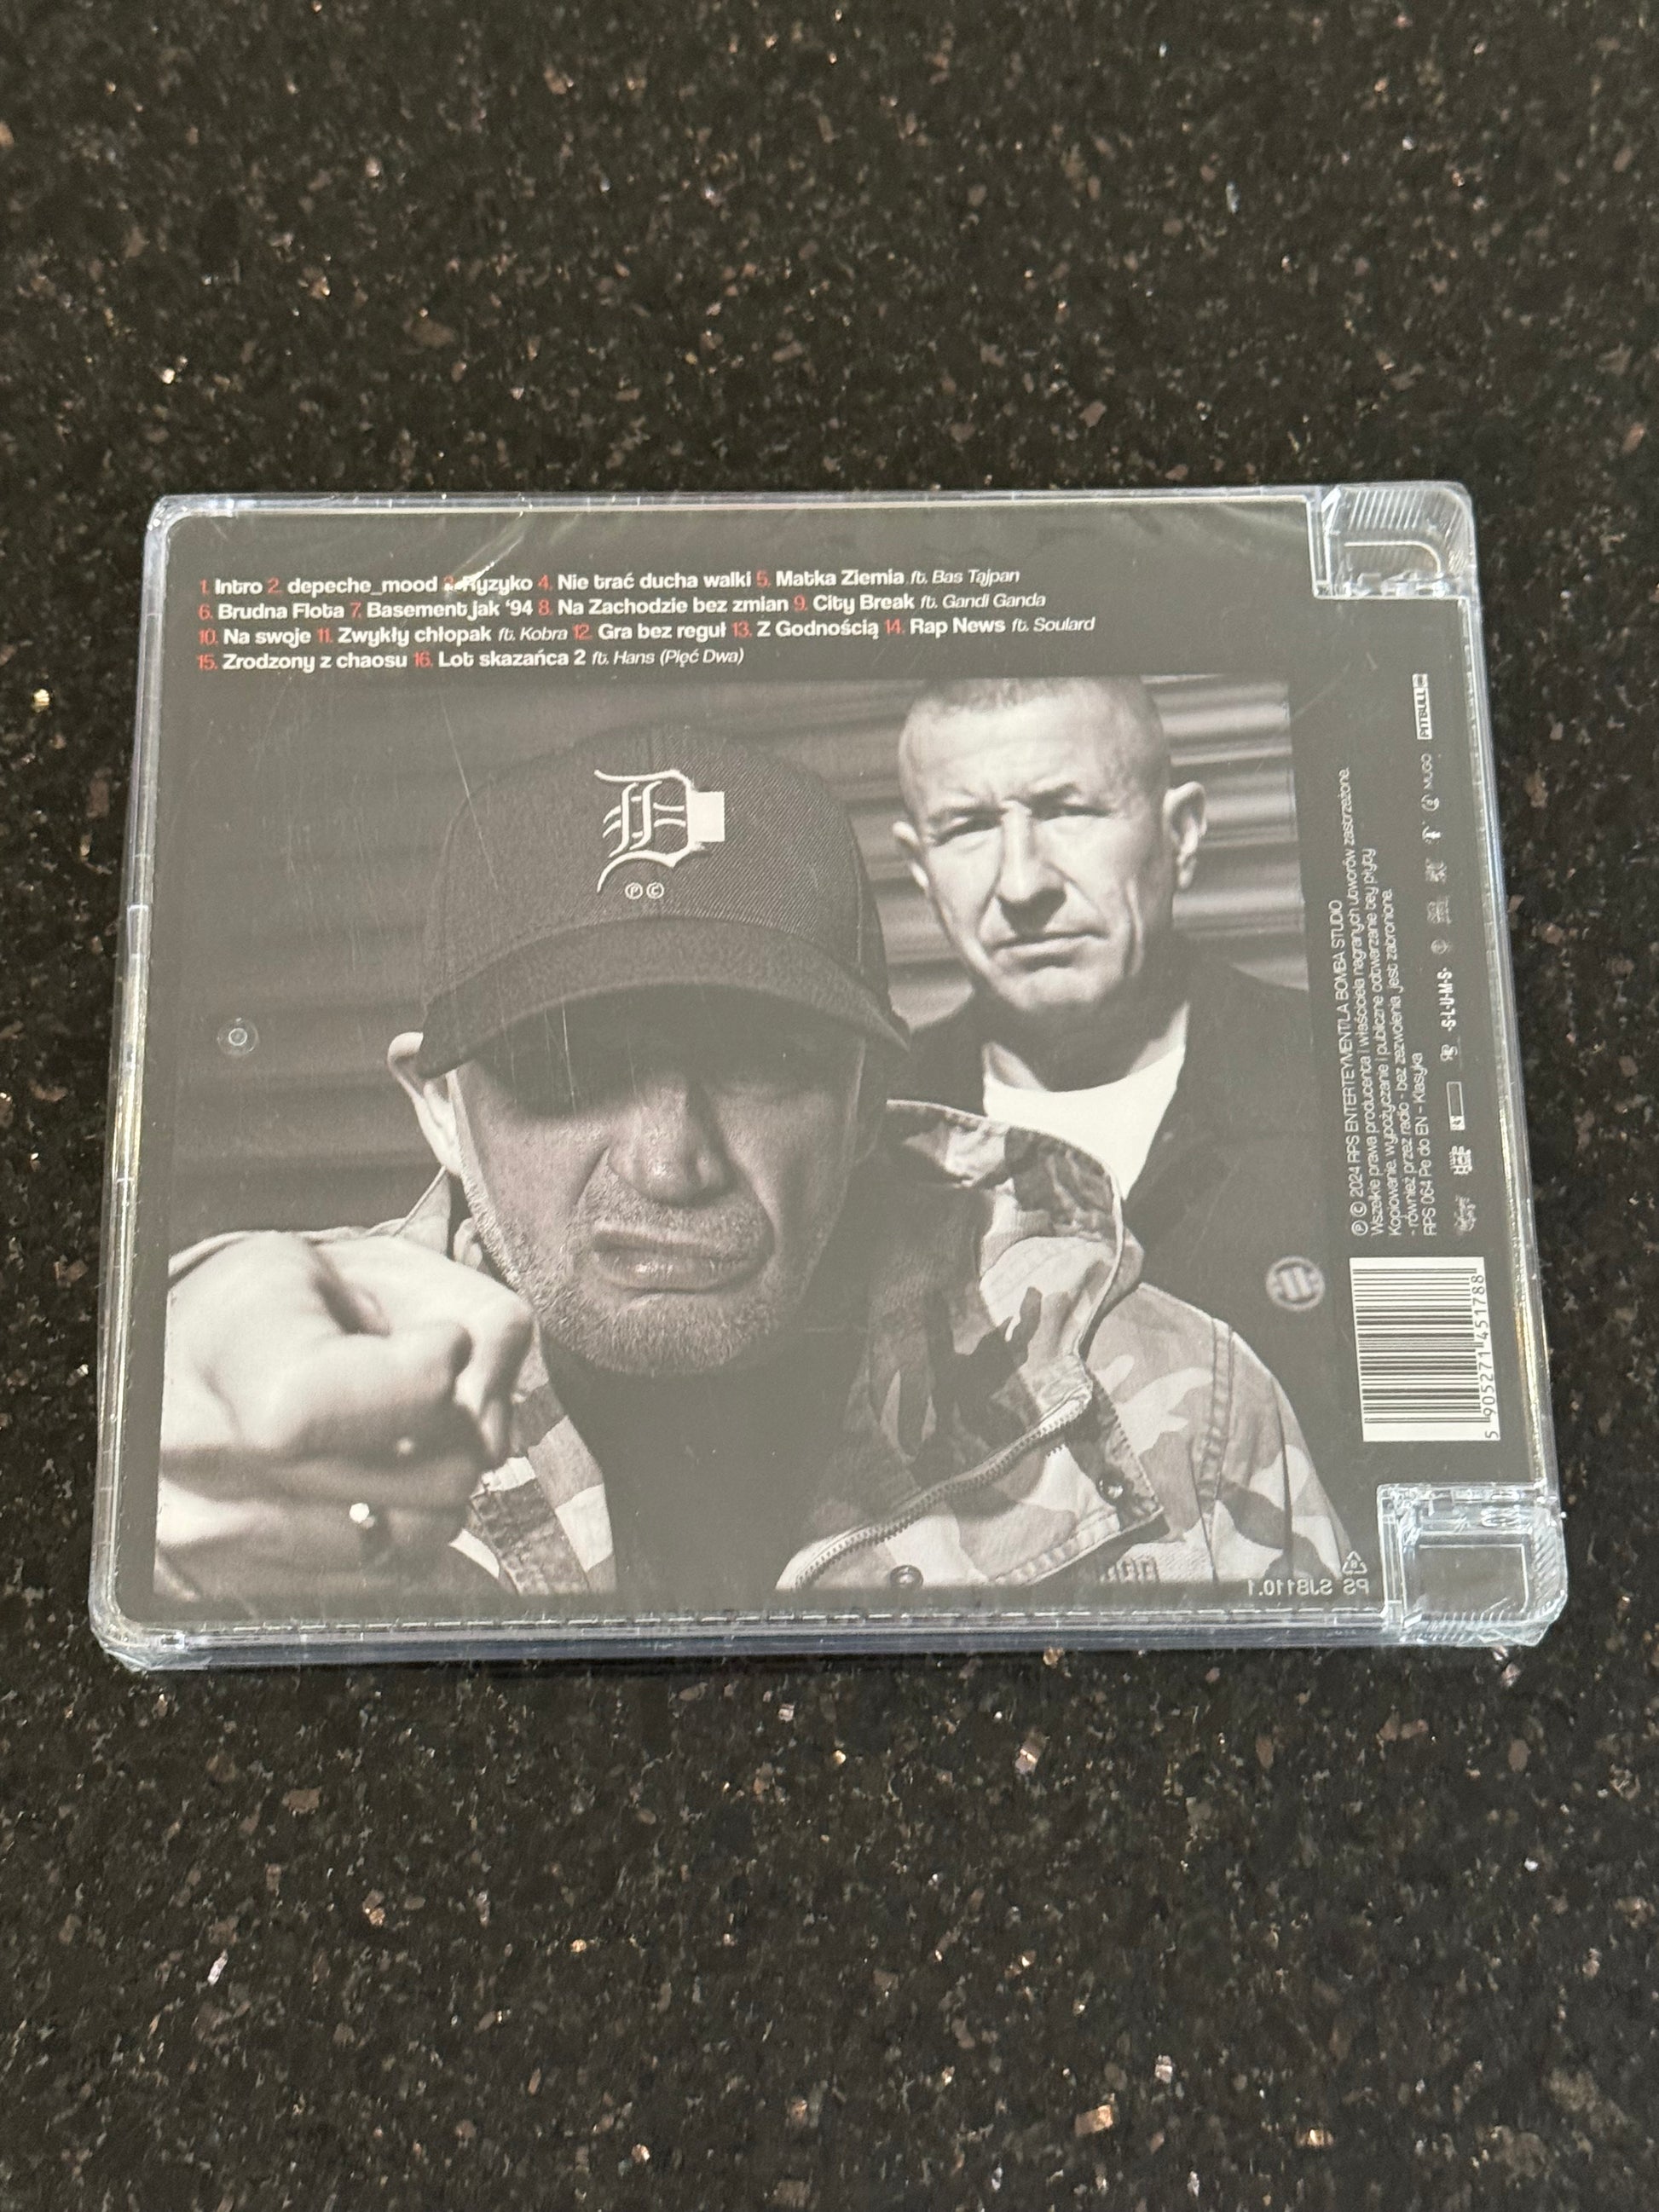 1. Intro 2. depeche_mood 3. Ryzyko 4. Nie trać ducha walki 5. Matka Ziemia ft. Bas Tajpan
6. Brudna Flota 7. Basement jak ‘94 8. Na Zachodzie bez zmian 9. City Break ft. Gandi Ganda
10. Na swoje 11. Zwykły chłopak ft. Kobra 12. Gra bez reguł 13. Z Godnością 14. Rap News ft. Soulard
15. Zrodzony z chaosu 16. Lot skazańca 2 ft. Hans (Pięć Dwa)
D
℗ ©
℗ © 2024 RPS ENTERTEYMENT/LA BOMBA STUDIO
Wszelkie prawa producenta i właściciela nagranych utworów zastrzeżone.
Kopiowanie, wypożyczanie i publiczne odtwarzanie tej płyty
- również przez radio - bez zezwolenia jest zabronione.
RPS 064 Pe do EN - Klasyka
·S·L·U·M·S·
MUGO
PITBULL
5 905271 451788
PS SJB110.1